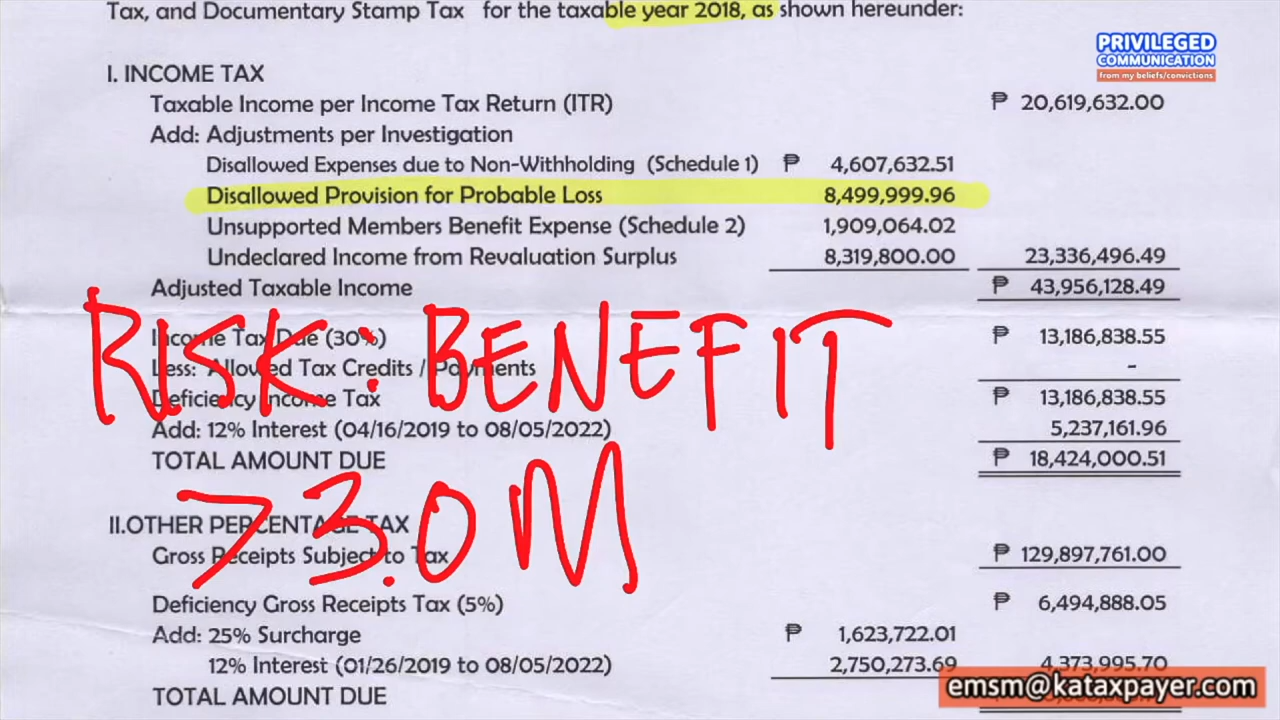 Tax, and Documentary Stamp Tax for the taxable year 2018, as shown hereunder:
PRIVILEGED
COMMUNICATION
from my beliefs/convictions
I. INCOME TAX
Taxable Income per Income Tax Return (ITR) ₱ 20,619,632.00
Add: Adjustments per Investigation
Disallowed Expenses due to Non-Withholding (Schedule 1) ₱ 4,607,632.51
Disallowed Provision for Probable Loss 8,499,999.96
Unsupported Members Benefit Expense (Schedule 2) 1,909,064.02
Undeclared Income from Revaluation Surplus 8,319,800.00 23,336,496.49
Adjusted Taxable Income ₱ 43,956,128.49
Income Tax Due (30%) ₱ 13,186,838.55
Less: Allowed Tax Credits / Payments -
Deficiency Income Tax ₱ 13,186,838.55
Add: 12% Interest (04/16/2019 to 08/05/2022) 5,237,161.96
TOTAL AMOUNT DUE ₱ 18,424,000.51
RISK: BENEFIT
>3.0M
II.OTHER PERCENTAGE TAX
Gross Receipts Subject to Tax ₱ 129,897,761.00
Deficiency Gross Receipts Tax (5%) ₱ 6,494,888.05
Add: 25% Surcharge ₱ 1,623,722.01
12% Interest (01/26/2019 to 08/05/2022) 2,750,273.69 4,373,995.70
TOTAL AMOUNT DUE
emsm@kataxpayer.com